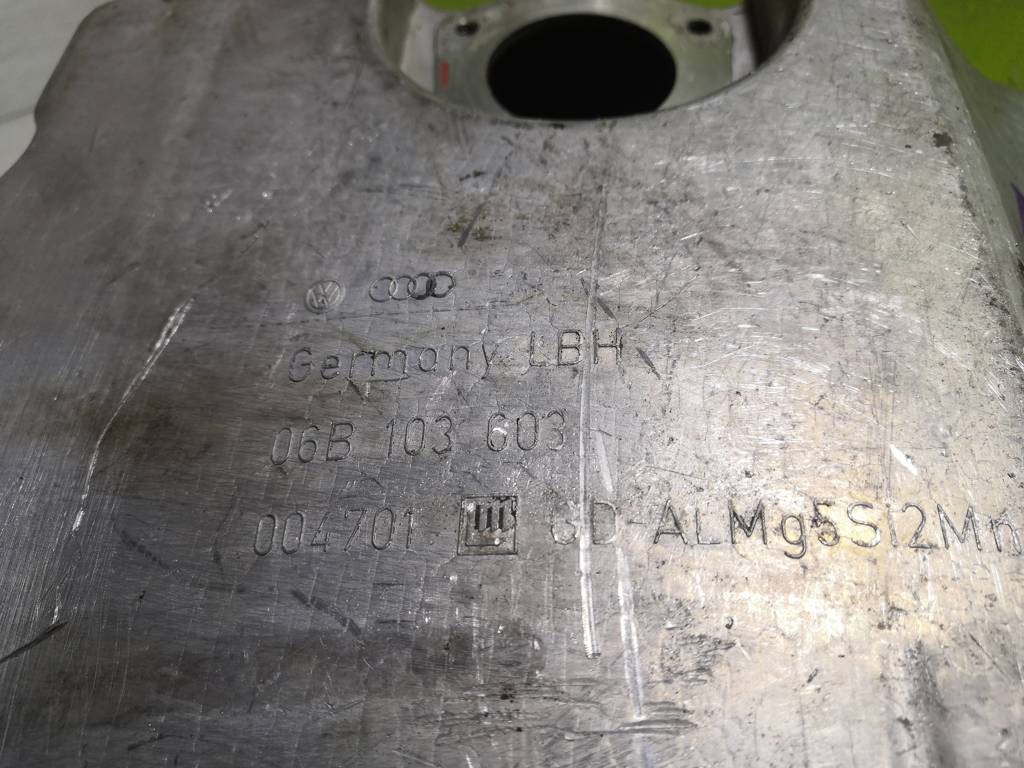 Germany LBH
06B 103 603
004701 GD-ALMg5Si2Mn